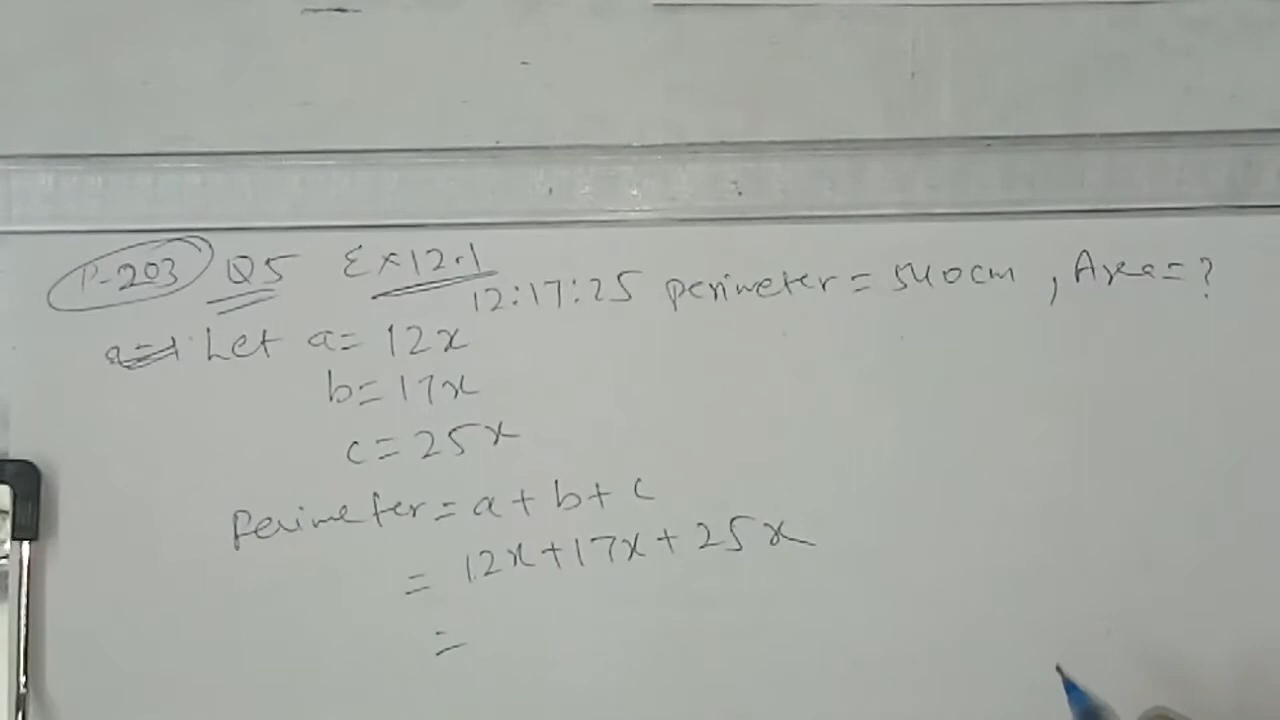 P-203 Q5 Ex 12.1
12:17:25 perimeter = 540cm, Area = ?
Let a = 12x
b = 17x
c = 25x
Perimeter = a + b + c
= 12x + 17x + 25x
=